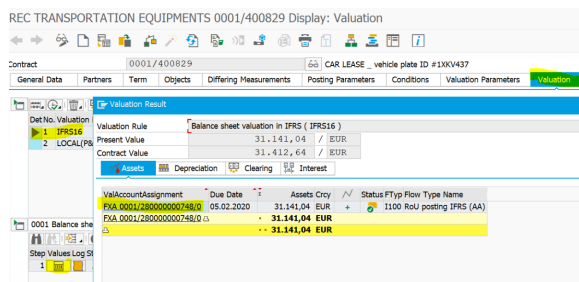 REC TRANSPORTATION EQUIPMENTS 0001/400829 Display: Valuation
Contract 0001/400829 CAR LEASE _ vehicle plate ID #1XKV437
General Data Partners Term Objects Differing Measurements Posting Parameters Conditions Valuation Parameters Valuation
Valuation Result
Det No. Valuation
1 IFRS16
2 LOCAL(P&
Valuation Rule Balance sheet valuation in IFRS ( IFRS16 )
Present Value 31.141,04 / EUR
Contract Value 31.412,64 / EUR
Assets Depreciation Clearing Interest
ValAccountAssignment Due Date Assets Crcy Status FTyp Flow Type Name
FXA 0001/280000000748/0 05.02.2020 31.141,04 EUR + I100 RoU posting IFRS (AA)
FXA 0001/280000000748/0 31.141,04 EUR
31.141,04 EUR
0001 Balance she
Step Values Log St
1